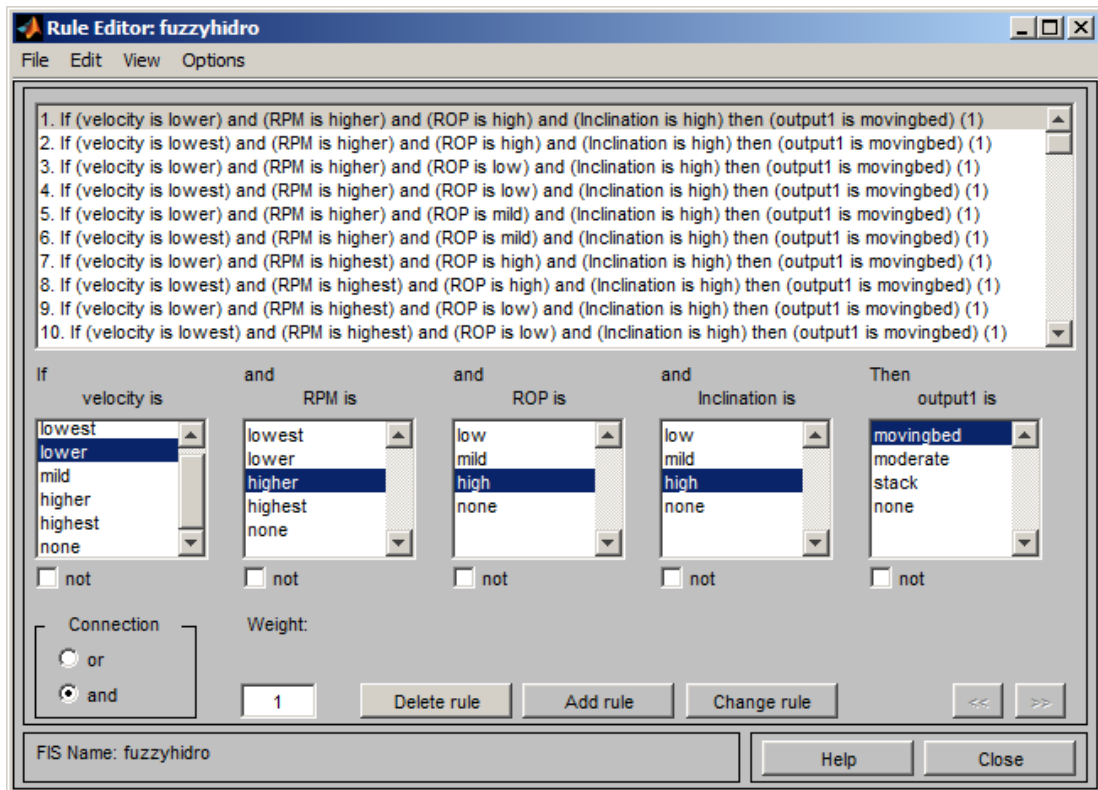 Rule Editor: fuzzyhidro
File Edit View Options
1. If (velocity is lower) and (RPM is higher) and (ROP is high) and (Inclination is high) then (output1 is movingbed) (1)
2. If (velocity is lowest) and (RPM is higher) and (ROP is high) and (Inclination is high) then (output1 is movingbed) (1)
3. If (velocity is lower) and (RPM is higher) and (ROP is low) and (Inclination is high) then (output1 is movingbed) (1)
4. If (velocity is lowest) and (RPM is higher) and (ROP is low) and (Inclination is high) then (output1 is movingbed) (1)
5. If (velocity is lower) and (RPM is higher) and (ROP is mild) and (Inclination is high) then (output1 is movingbed) (1)
6. If (velocity is lowest) and (RPM is higher) and (ROP is mild) and (Inclination is high) then (output1 is movingbed) (1)
7. If (velocity is lower) and (RPM is highest) and (ROP is high) and (Inclination is high) then (output1 is movingbed) (1)
8. If (velocity is lowest) and (RPM is highest) and (ROP is high) and (Inclination is high) then (output1 is movingbed) (1)
9. If (velocity is lower) and (RPM is highest) and (ROP is low) and (Inclination is high) then (output1 is movingbed) (1)
10. If (velocity is lowest) and (RPM is highest) and (ROP is low) and (Inclination is high) then (output1 is movingbed) (1)
If
velocity is
lowest
lower
mild
higher
highest
none
not
and
RPM is
lowest
lower
higher
highest
none
not
and
ROP is
low
mild
high
none
not
and
Inclination is
low
mild
high
none
not
Then
output1 is
movingbed
moderate
stack
none
not
Connection
or
and
Weight:
1
Delete rule
Add rule
Change rule
<<
>>
FIS Name: fuzzyhidro
Help
Close